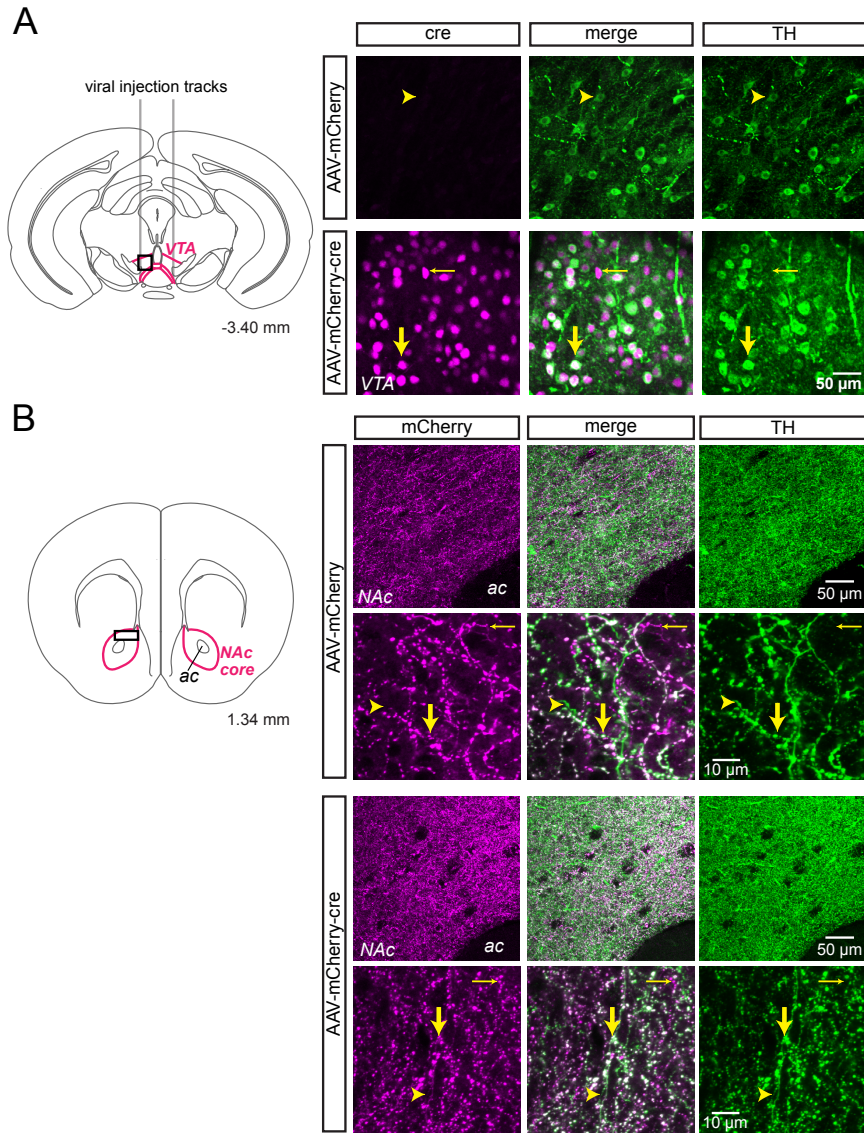 A
viral injection tracks
VTA
-3.40 mm
cre
merge
TH
AAV-mCherry
AAV-mCherry-cre
VTA
50 µm
B
NAc
core
ac
1.34 mm
mCherry
merge
TH
AAV-mCherry
NAc
ac
50 µm
10 µm
AAV-mCherry-cre
NAc
ac
50 µm
10 µm